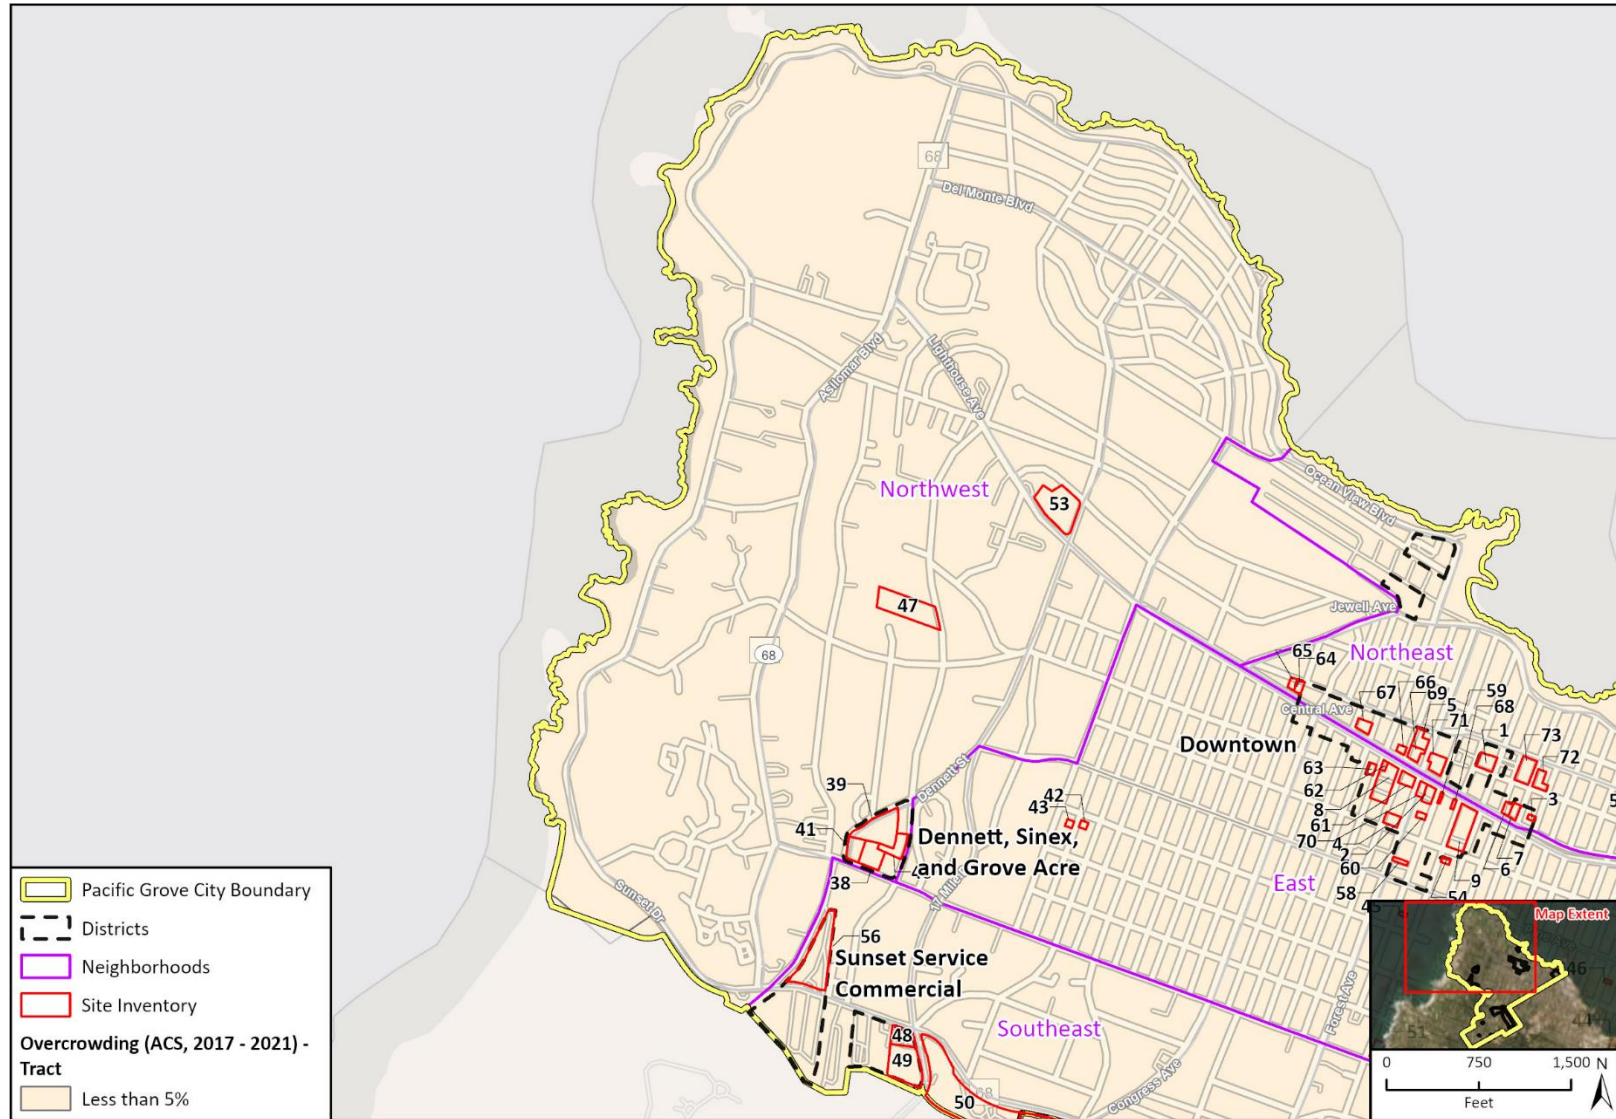 68
Del Monte Blvd
Asilomar Blvd
Lighthouse Ave
Northwest
53
Ocean View Blvd
47
Jewell Ave
68
65
64
Northeast
66
59
67
69
68
5
Central Ave
71
1
73
Downtown
72
63
62
8
3
61
70
4
2
60
7
6
9
58
54
Dennett St
39
42
43
41
Dennett, Sinex,
and Grove Acre
38
East
Sunset Dr
56
Sunset Service
Commercial
Southeast
48
49
50
68
Congress Ave
Forest Ave
Pacific Grove City Boundary
Districts
Neighborhoods
Site Inventory
Overcrowding (ACS, 2017 - 2021) -
Tract
Less than 5%
Map Extent
46
51
44
0 750 1,500
Feet
N